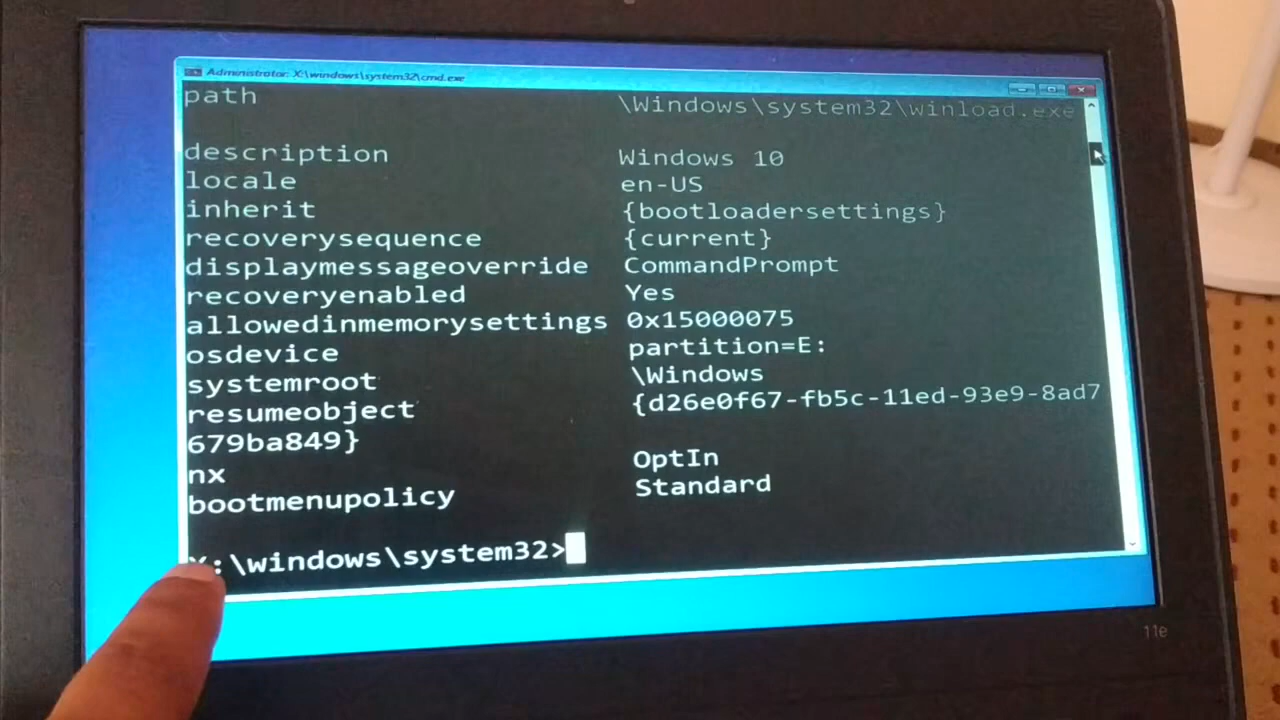 Administrator: X:\windows\system32\cmd.exe
path \Windows\system32\winload.exe
description Windows 10
locale en-US
inherit {bootloadersettings}
recoverysequence {current}
displaymessageoverride CommandPrompt
recoveryenabled Yes
allowedinmemorysettings 0x15000075
osdevice partition=E:
systemroot \Windows
resumeobject {d26e0f67-fb5c-11ed-93e9-8ad7
679ba849}
nx OptIn
bootmenupolicy Standard
X:\windows\system32>
11e